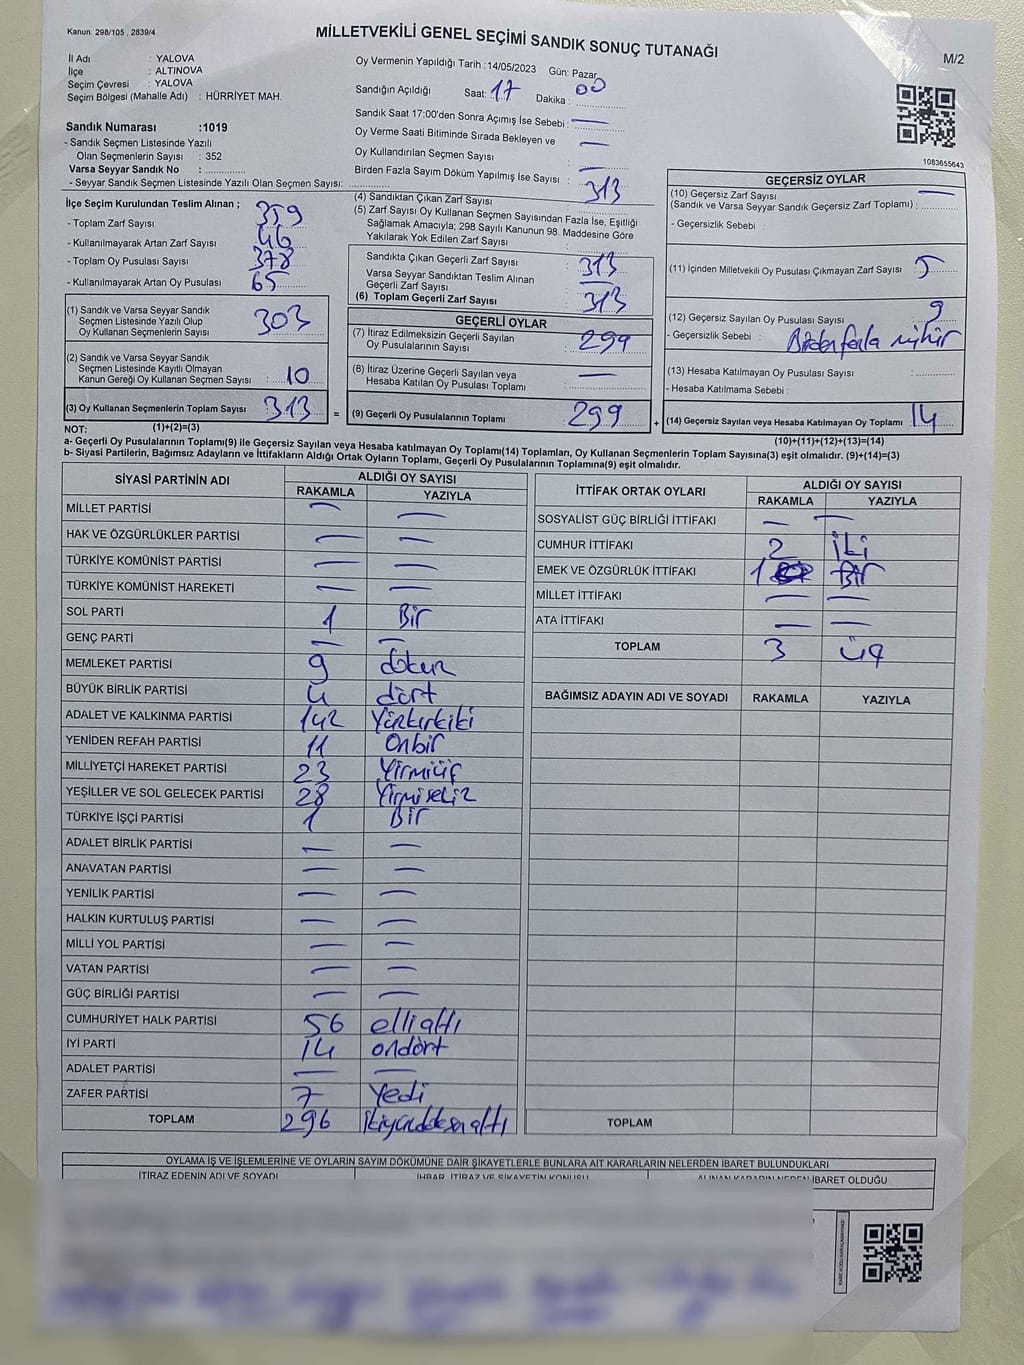 Kanun 298/105 , 2839/4
MİLLETVEKİLİ GENEL SEÇİMİ SANDIK SONUÇ TUTANAĞI
M/2
İl Adı : YALOVA
İlçe : ALTINOVA
Seçim Çevresi : YALOVA
Seçim Bölgesi (Mahalle Adı) : HÜRRİYET MAH.
Sandık Numarası :1019
- Sandık Seçmen Listesinde Yazılı
Olan Seçmenlerin Sayısı : 352
Varsa Seyyar Sandık No :
- Seyyar Sandık Seçmen Listesinde Yazılı Olan Seçmen Sayısı:
Oy Vermenin Yapıldığı Tarih :14/05/2023 Gün: Pazar
Sandığın Açıldığı Saat: 17 Dakika : 00
Sandık Saat 17:00'den Sonra Açımış İse Sebebi : —
Oy Verme Saati Bitiminde Sırada Bekleyen ve
Oy Kullandırılan Seçmen Sayısı : —
Birden Fazla Sayım Döküm Yapılmış İse Sayısı : —
1083655643
İlçe Seçim Kurulundan Teslim Alınan ;
- Toplam Zarf Sayısı : 359
- Kullanılmayarak Artan Zarf Sayısı : 46
- Toplam Oy Pusulası Sayısı : 378
- Kullanılmayarak Artan Oy Pusulası : 65
(1) Sandık ve Varsa Seyyar Sandık
Seçmen Listesinde Yazılı Olup
Oy Kullanan Seçmenlerin Sayısı : 303
(2) Sandık ve Varsa Seyyar Sandık
Seçmen Listesinde Kayıtlı Olmayan
Kanun Gereği Oy Kullanan Seçmen Sayısı : 10
(3) Oy Kullanan Seçmenlerin Toplam Sayısı : 313
(1)+(2)=(3)
(4) Sandıktan Çıkan Zarf Sayısı : 313
(5) Zarf Sayısı Oy Kullanan Seçmen Sayısından Fazla İse, Eşitliği
Sağlamak Amacıyla; 298 Sayılı Kanunun 98. Maddesine Göre
Yakılarak Yok Edilen Zarf Sayısı :
Sandıkta Çıkan Geçerli Zarf Sayısı : 313
Varsa Seyyar Sandıktan Teslim Alınan
Geçerli Zarf Sayısı : —
(6) Toplam Geçerli Zarf Sayısı : 313
GEÇERLİ OYLAR
(7) İtiraz Edilmeksizin Geçerli Sayılan
Oy Pusulalarının Sayısı : 299
(8) İtiraz Üzerine Geçerli Sayılan veya
Hesaba Katılan Oy Pusulaları Toplamı : —
= (9) Geçerli Oy Pusulalarının Toplamı : 299
GEÇERSİZ OYLAR
(10) Geçersiz Zarf Sayısı —
(Sandık ve Varsa Seyyar Sandık Geçersiz Zarf Toplamı) :
- Geçersizlik Sebebi :
(11) İçinden Milletvekili Oy Pusulası Çıkmayan Zarf Sayısı : 5
(12) Geçersiz Sayılan Oy Pusulası Sayısı : 9
- Geçersizlik Sebebi : Birden fazla mühür
(13) Hesaba Katılmayan Oy Pusulası Sayısı :
- Hesaba Katılmama Sebebi :
+ (14) Geçersiz Sayılan veya Hesaba Katılmayan Oy Toplamı : 14
(10)+(11)+(12)+(13)=(14)
NOT:
a- Geçerli Oy Pusulalarının Toplamı(9) ile Geçersiz Sayılan veya Hesaba katılmayan Oy Toplamı(14) Toplamları, Oy Kullanan Seçmenlerin Toplam Sayısına(3) eşit olmalıdır. (9)+(14)=(3)
b- Siyasi Partilerin, Bağımsız Adayların ve İttifakların Aldığı Ortak Oyların Toplamı, Geçerli Oy Pusulalarının Toplamına(9) eşit olmalıdır.
SİYASİ PARTİNİN ADI ALDIĞI OY SAYISI
RAKAMLA YAZIYLA
MİLLET PARTİSİ — —
HAK VE ÖZGÜRLÜKLER PARTİSİ — —
TÜRKİYE KOMÜNİST PARTİSİ — —
TÜRKİYE KOMÜNİST HAREKETİ — —
SOL PARTİ 1 Bir
GENÇ PARTİ — —
MEMLEKET PARTİSİ 9 dokuz
BÜYÜK BİRLİK PARTİSİ 4 dört
ADALET VE KALKINMA PARTİSİ 142 Yüzkırkiki
YENİDEN REFAH PARTİSİ 11 Onbir
MİLLİYETÇİ HAREKET PARTİSİ 23 Yirmiüç
YEŞİLLER VE SOL GELECEK PARTİSİ 28 Yirmisekiz
TÜRKİYE İŞÇİ PARTİSİ 1 Bir
ADALET BİRLİK PARTİSİ — —
ANAVATAN PARTİSİ — —
YENİLİK PARTİSİ — —
HALKIN KURTULUŞ PARTİSİ — —
MİLLİ YOL PARTİSİ — —
VATAN PARTİSİ — —
GÜÇ BİRLİĞİ PARTİSİ — —
CUMHURİYET HALK PARTİSİ 56 elli altı
İYİ PARTİ 14 ondört
ADALET PARTİSİ — —
ZAFER PARTİSİ 7 Yedi
TOPLAM 296 ikiyüzdoksanaltı
İTTİFAK ORTAK OYLARI ALDIĞI OY SAYISI
RAKAMLA YAZIYLA
SOSYALİST GÜÇ BİRLİĞİ İTTİFAKI — —
CUMHUR İTTİFAKI 2 İki
EMEK VE ÖZGÜRLÜK İTTİFAKI 1 Bir
MİLLET İTTİFAKI — —
ATA İTTİFAKI — —
TOPLAM 3 üç
BAĞIMSIZ ADAYIN ADI VE SOYADI RAKAMLA YAZIYLA
TOPLAM
OYLAMA İŞ VE İŞLEMLERİNE VE OYLARIN SAYIM DÖKÜMÜNE DAİR ŞİKAYETLERLE BUNLARA AİT KARARLARIN NELERDEN İBARET BULUNDUKLARI
İTİRAZ EDENİN ADI VE SOYADI İHBAR, İTİRAZ VE ŞİKAYETİN KONUSU ALINAN KARARIN NEDEN İBARET OLDUĞU